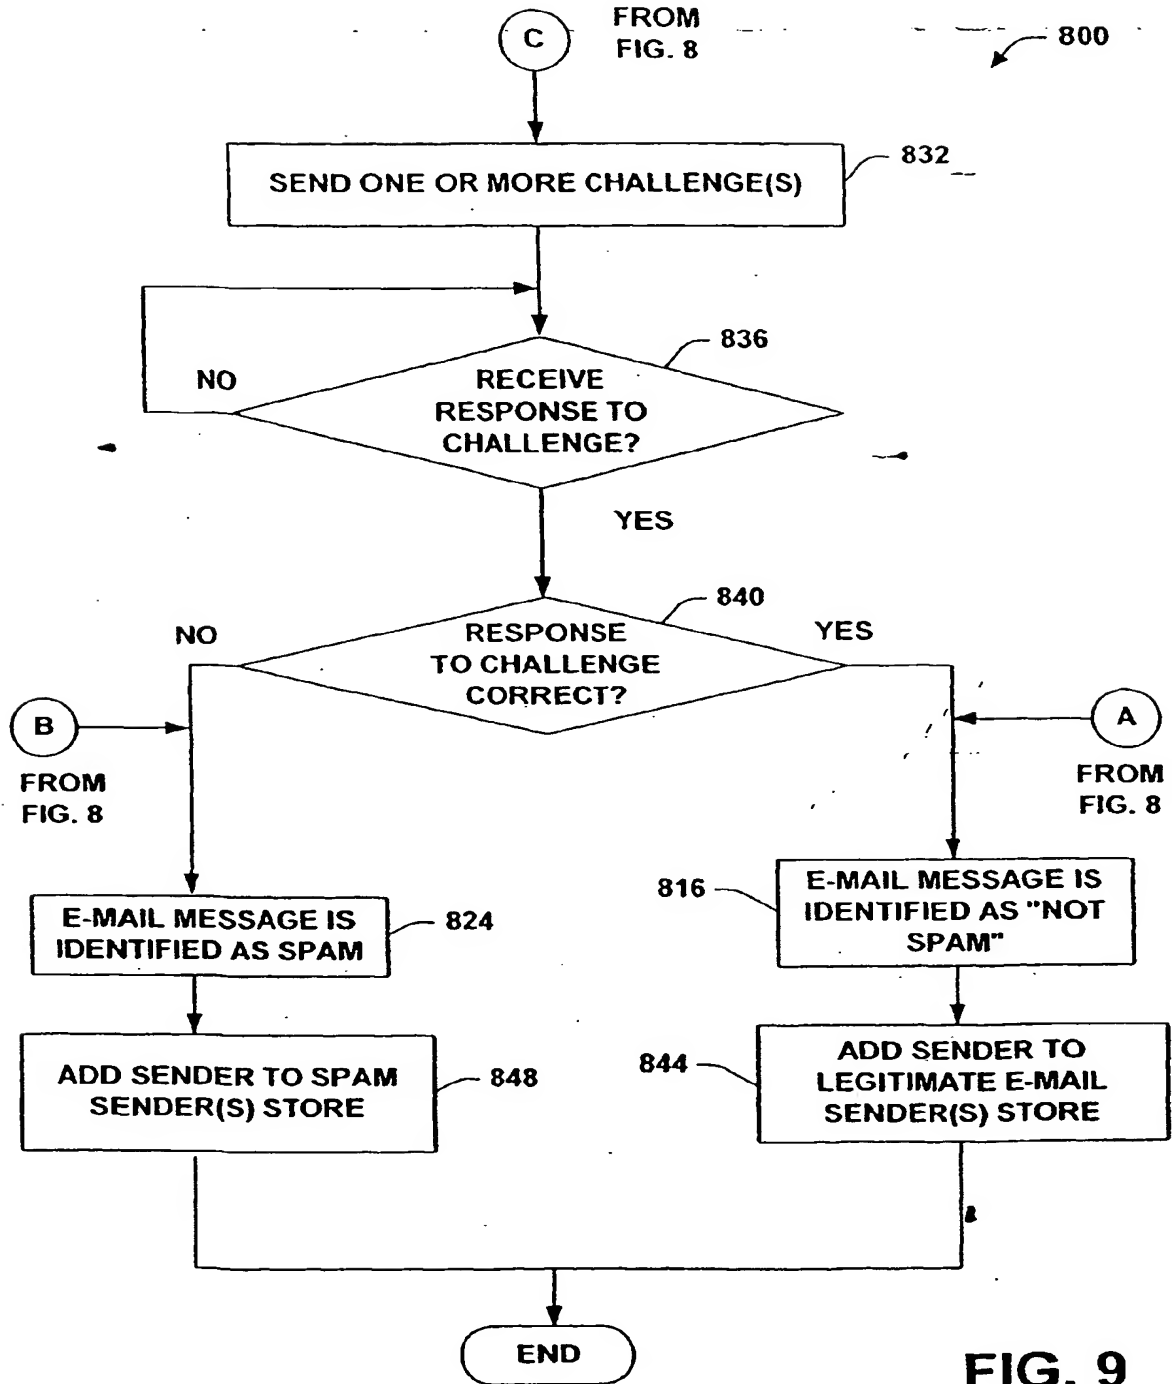 C
FROM
FIG. 8
800
SEND ONE OR MORE CHALLENGE(S)
832
836
NO
RECEIVE
RESPONSE TO
CHALLENGE?
YES
840
NO
RESPONSE
TO CHALLENGE
CORRECT?
YES
B
FROM
FIG. 8
A
FROM
FIG. 8
E-MAIL MESSAGE IS
IDENTIFIED AS SPAM
824
816
E-MAIL MESSAGE IS
IDENTIFIED AS "NOT
SPAM"
ADD SENDER TO SPAM
SENDER(S) STORE
848
844
ADD SENDER TO
LEGITIMATE E-MAIL
SENDER(S) STORE
END
FIG. 9